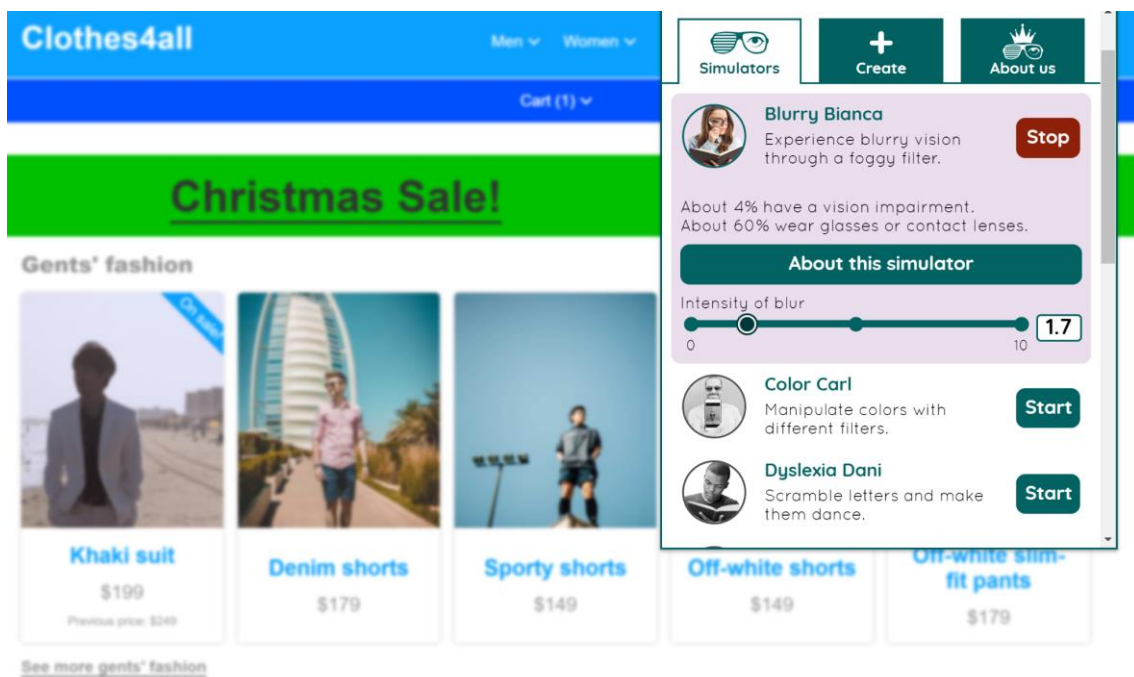 Clothes4all
Men Women
Cart (1)
Christmas Sale!
Gents' fashion
On sale!
Khaki suit
$199
Previous price: $249
Denim shorts
$179
Sporty shorts
$149
Off-white shorts
$149
Off-white slim-
fit pants
$179
See more gents' fashion
Simulators
Create
About us
Blurry Bianca
Experience blurry vision
through a foggy filter.
Stop
About 4% have a vision impairment.
About 60% wear glasses or contact lenses.
About this simulator
Intensity of blur
0
10
1.7
Color Carl
Manipulate colors with
different filters.
Start
Dyslexia Dani
Scramble letters and make
them dance.
Start